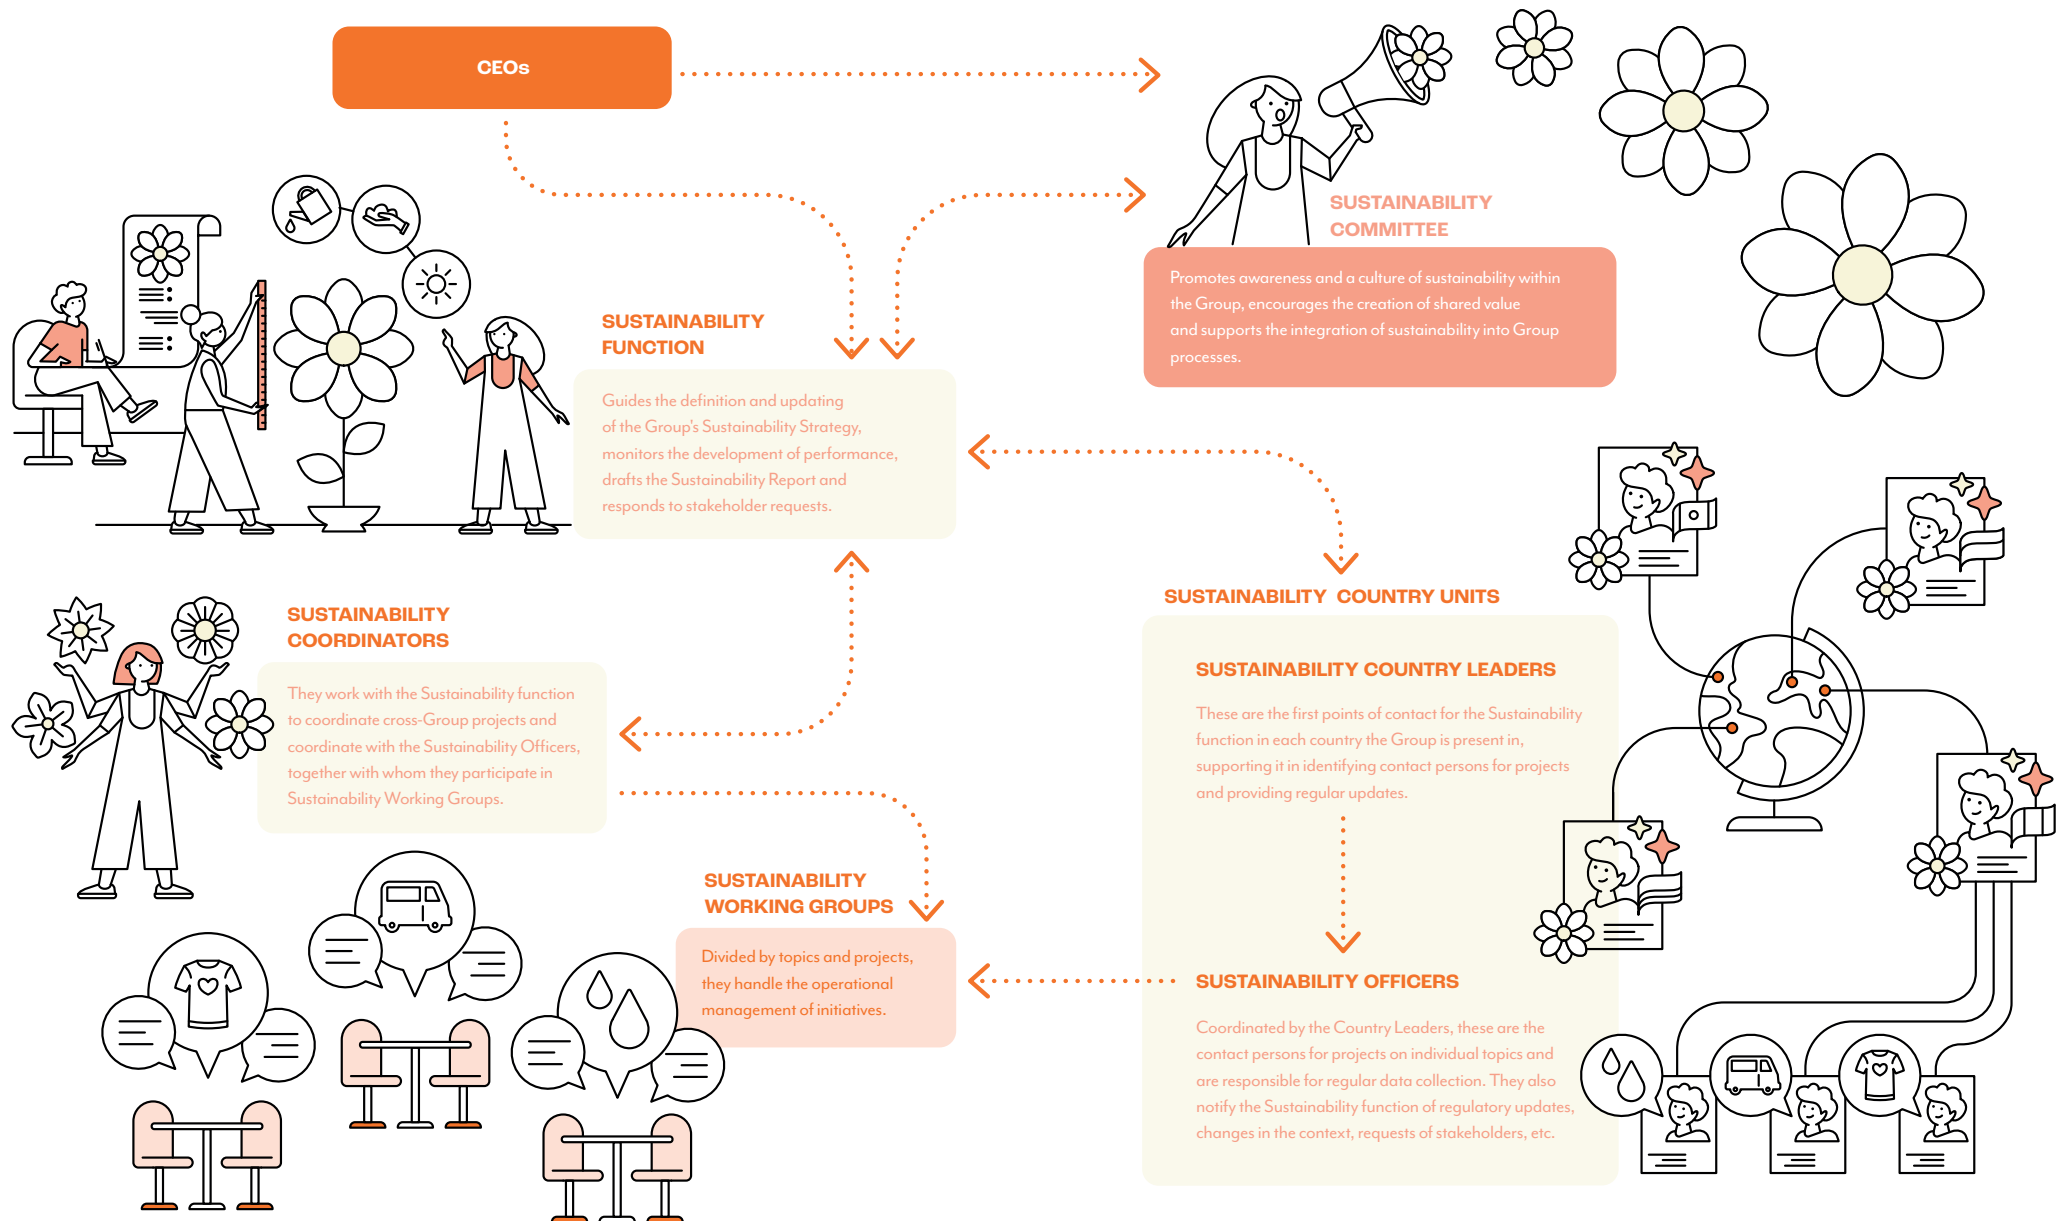 CEOs
SUSTAINABILITY
COMMITTEE
Promotes awareness and a culture of sustainability within
the Group, encourages the creation of shared value
and supports the integration of sustainability into Group
processes.
SUSTAINABILITY
FUNCTION
Guides the definition and updating
of the Group's Sustainability Strategy,
monitors the development of performance,
drafts the Sustainability Report and
responds to stakeholder requests.
SUSTAINABILITY
COORDINATORS
They work with the Sustainability function
to coordinate cross-Group projects and
coordinate with the Sustainability Officers,
together with whom they participate in
Sustainability Working Groups.
SUSTAINABILITY
WORKING GROUPS
Divided by topics and projects,
they handle the operational
management of initiatives.
SUSTAINABILITY COUNTRY UNITS
SUSTAINABILITY COUNTRY LEADERS
These are the first points of contact for the Sustainability
function in each country the Group is present in,
supporting it in identifying contact persons for projects
and providing regular updates.
SUSTAINABILITY OFFICERS
Coordinated by the Country Leaders, these are the
contact persons for projects on individual topics and
are responsible for regular data collection. They also
notify the Sustainability function of regulatory updates,
changes in the context, requests of stakeholders, etc.